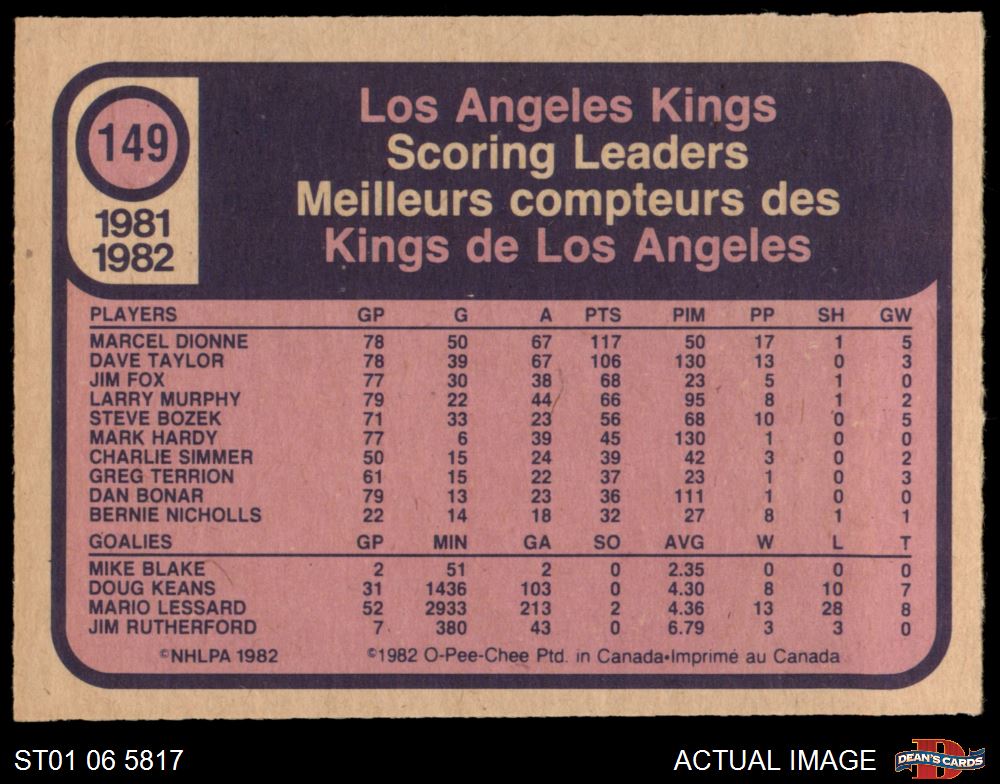 149
1981
1982
Los Angeles Kings
Scoring Leaders
Meilleurs compteurs des
Kings de Los Angeles
PLAYERS GP G A PTS PIM PP SH GW
MARCEL DIONNE 78 50 67 117 50 17 1 5
DAVE TAYLOR 78 39 67 106 130 13 0 3
JIM FOX 77 30 38 68 23 5 1 0
LARRY MURPHY 79 22 44 66 95 8 1 2
STEVE BOZEK 71 33 23 56 68 10 0 5
MARK HARDY 77 6 39 45 130 1 0 0
CHARLIE SIMMER 50 15 24 39 42 3 0 2
GREG TERRION 61 15 22 37 23 1 0 3
DAN BONAR 79 13 23 36 111 1 0 0
BERNIE NICHOLLS 22 14 18 32 27 8 1 1
GOALIES GP MIN GA SO AVG W L T
MIKE BLAKE 2 51 2 0 2.35 0 0 0
DOUG KEANS 31 1436 103 0 4.30 8 10 7
MARIO LESSARD 52 2933 213 2 4.36 13 28 8
JIM RUTHERFORD 7 380 43 0 6.79 3 3 0
©NHLPA 1982 ©1982 O-Pee-Chee Ptd. in Canada•Imprimé au Canada
ST01 06 5817 ACTUAL IMAGE D DEAN'S CARDS